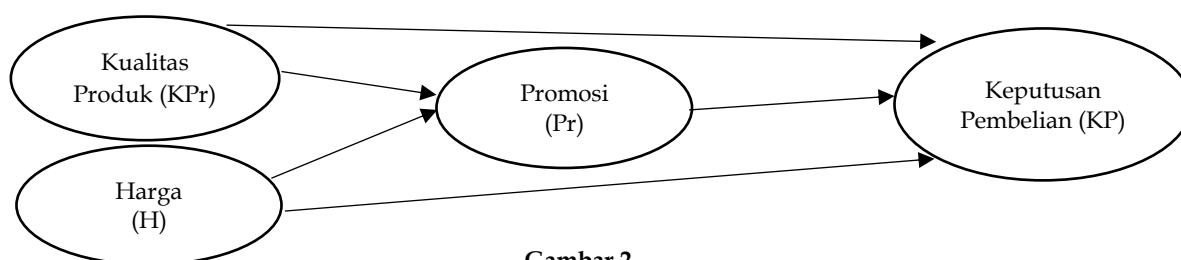 Kualitas
Produk (KPr)
Promosi
(Pr)
Keputusan
Pembelian (KP)
Harga
(H)
Gambar 2